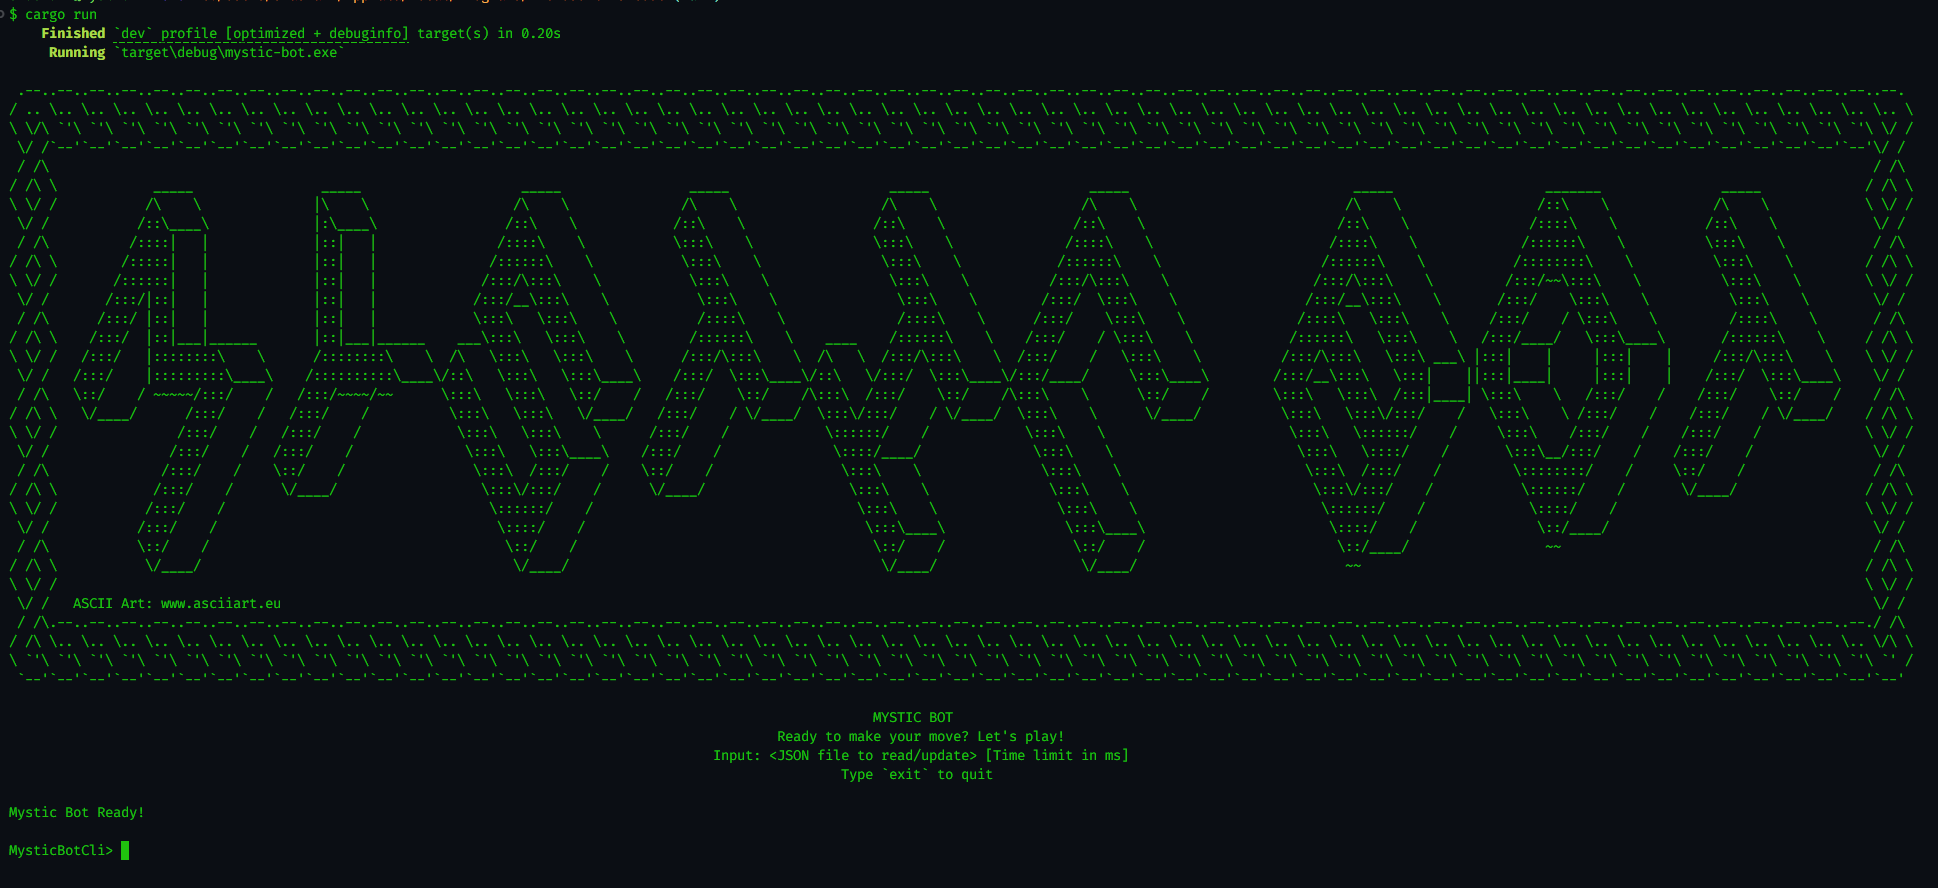 $ cargo run
Finished `dev` profile [optimized + debuginfo] target(s) in 0.20s
Running `target\debug\mystic-bot.exe`
ASCII Art: www.asciiart.eu
MYSTIC BOT
Ready to make your move? Let's play!
Input: <JSON file to read/update> [Time limit in ms]
Type `exit` to quit
Mystic Bot Ready!
MysticBotCli>